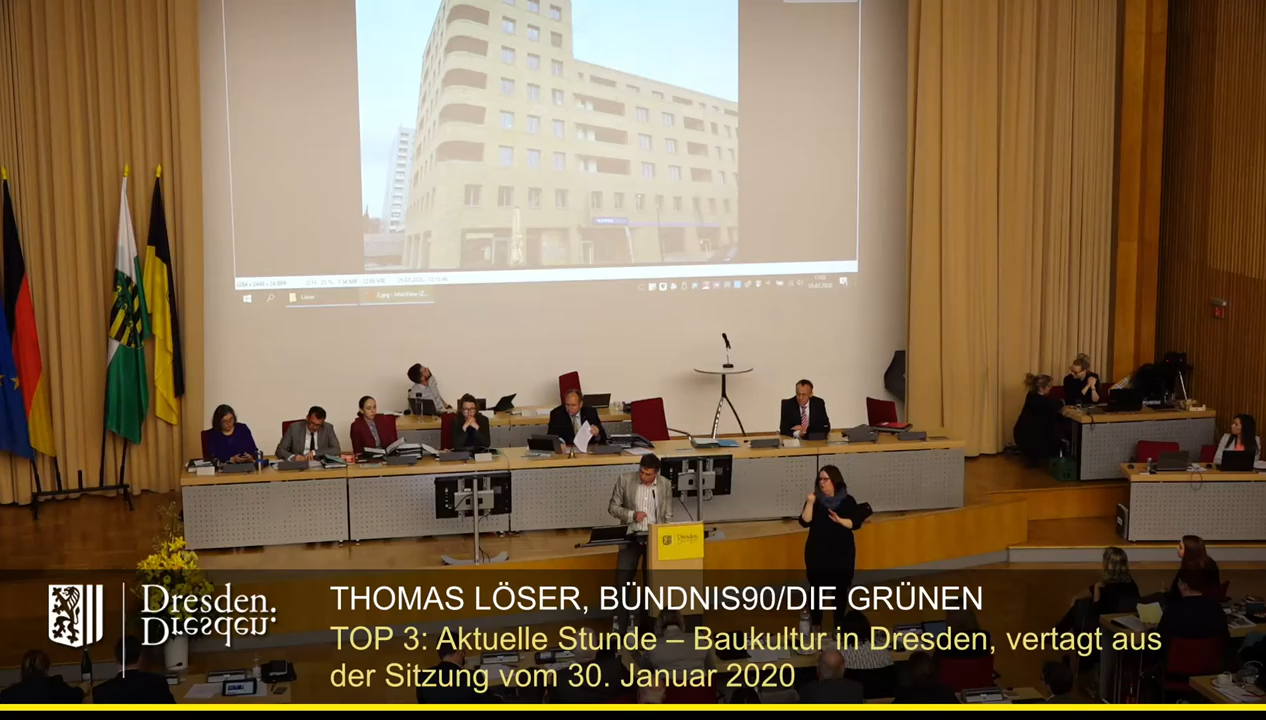 Löser
Dresden.
Dresden.
THOMAS LÖSER, BÜNDNIS90/DIE GRÜNEN
TOP 3: Aktuelle Stunde – Baukultur in Dresden, vertagt aus
der Sitzung vom 30. Januar 2020